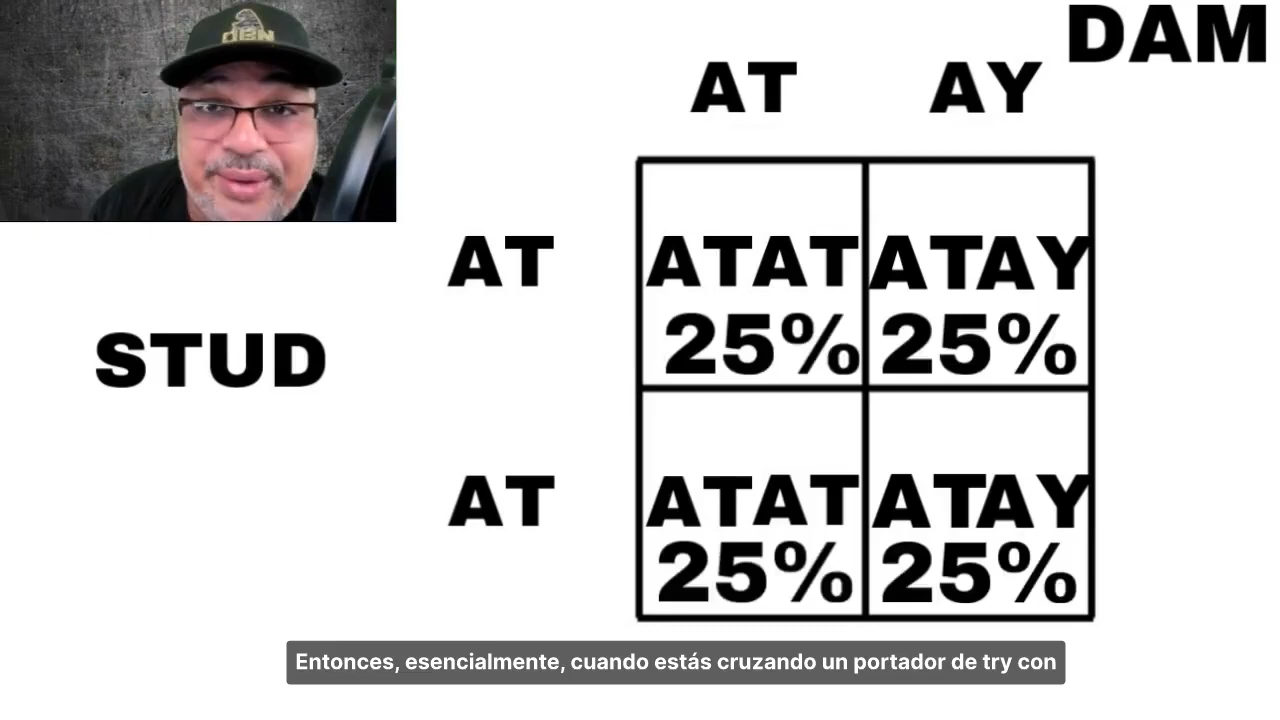 DBN
DAM
AT AY
AT ATAT ATAY
25% 25%
STUD
AT ATAT ATAY
25% 25%
Entonces, esencialmente, cuando estás cruzando un portador de try con